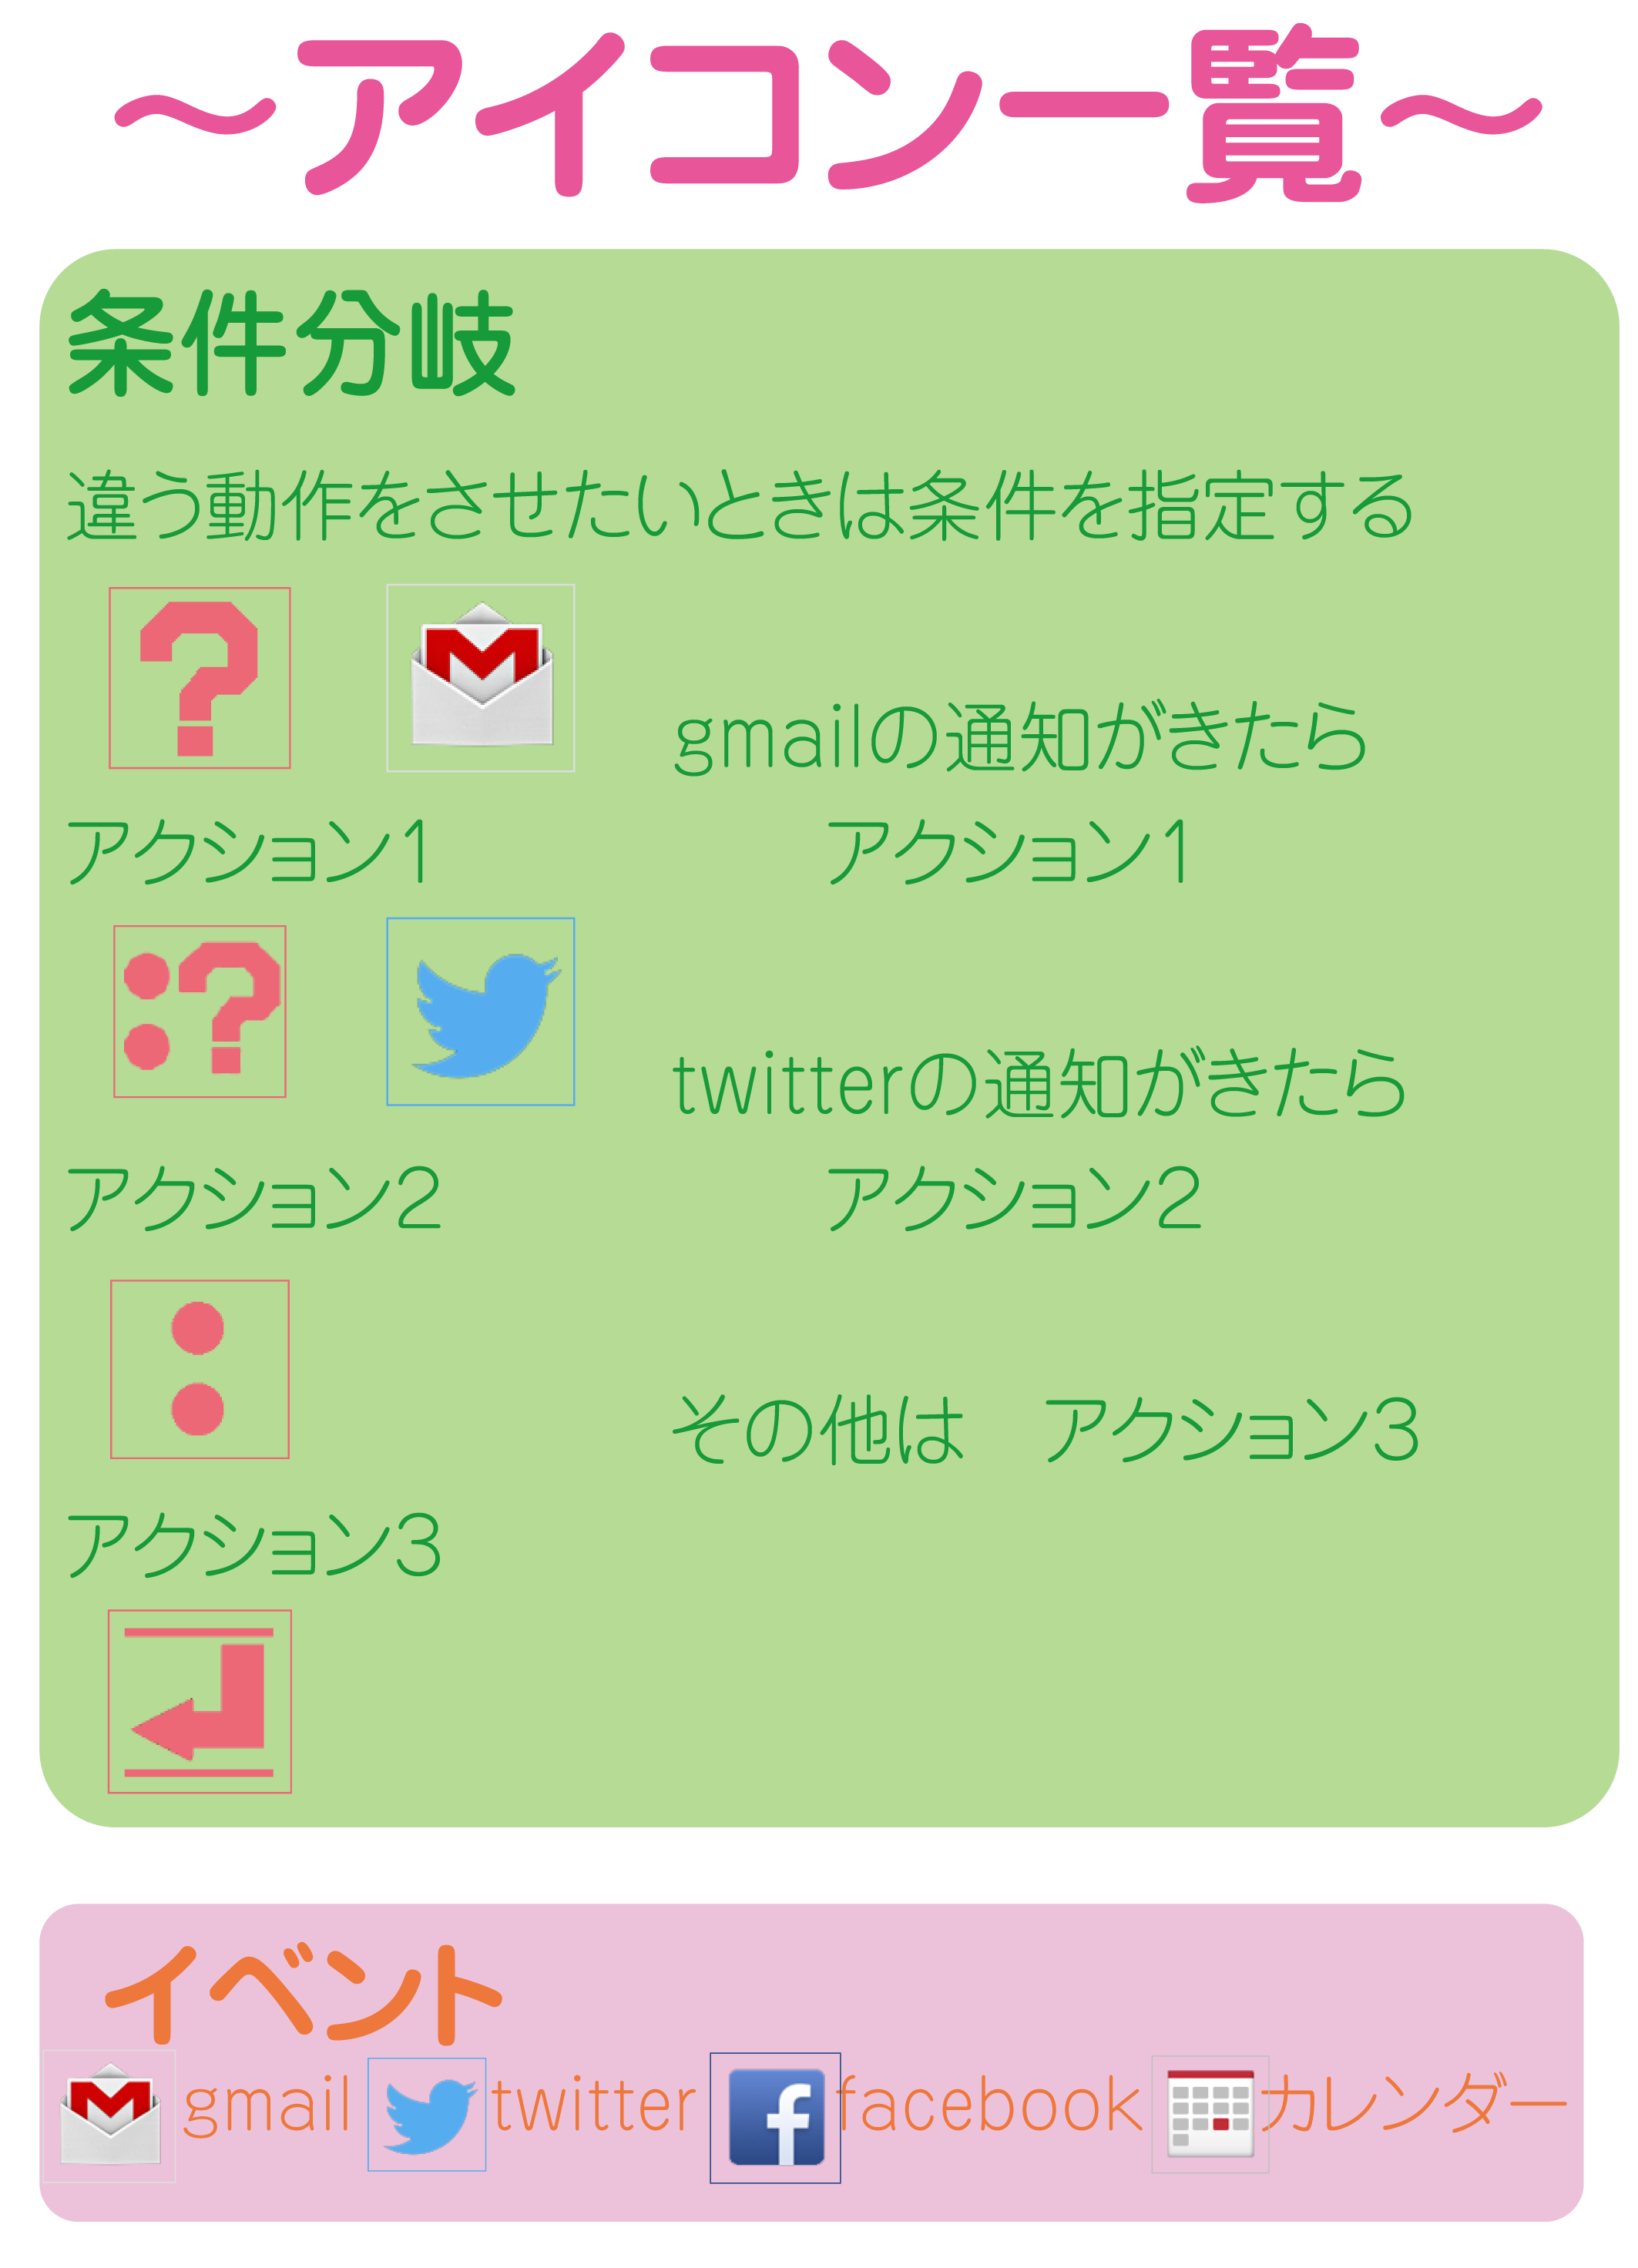 ～アイコン一覧～
条件分岐
違う動作をさせたいときは条件を指定する
gmailの通知がきたら
アクション1 アクション1
twitterの通知がきたら
アクション2 アクション2
その他は　アクション3
アクション3
イベント
gmail twitter facebook カレンダー